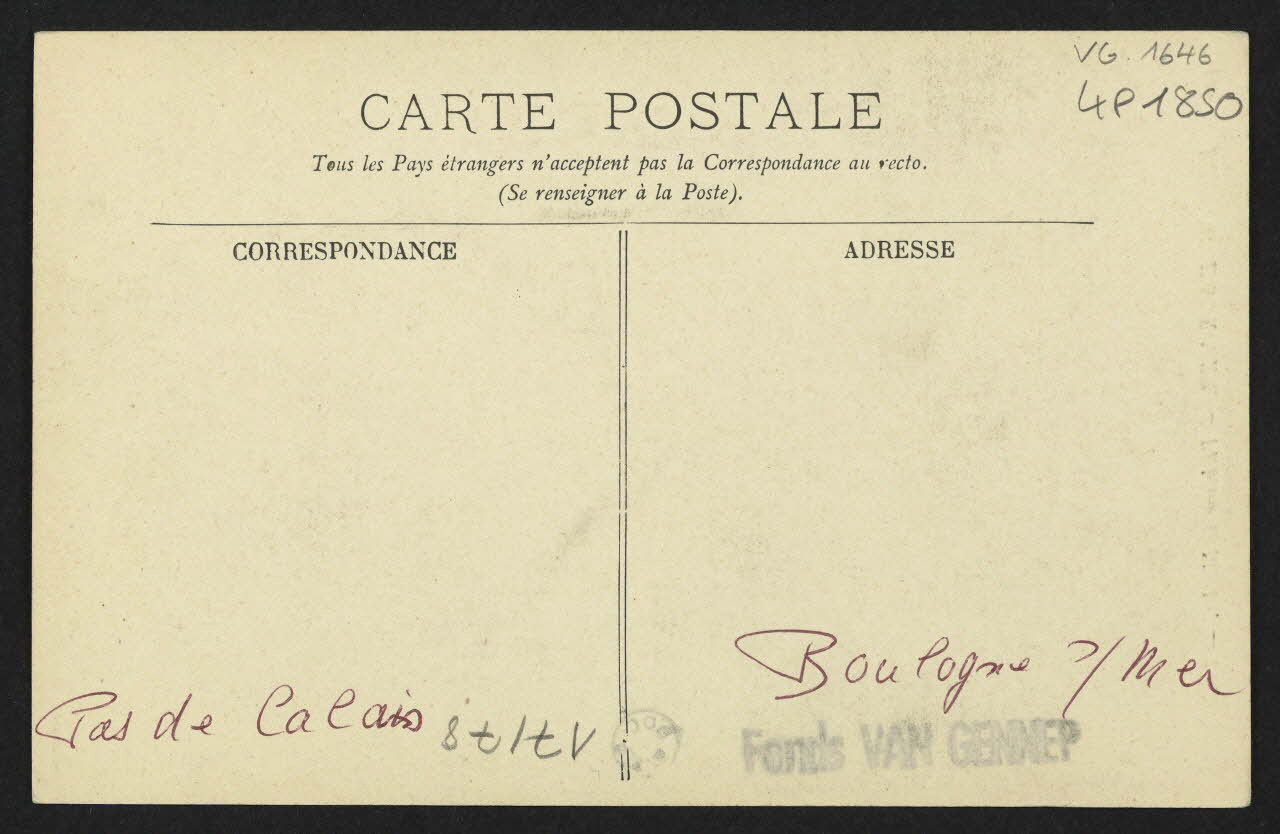 VG. 1646
4P1850
CARTE POSTALE
Tous les Pays étrangers n'acceptent pas la Correspondance au recto.
(Se renseigner à la Poste).
CORRESPONDANCE
ADRESSE
Boulogne s/Mer
Pas de Calais
Fonds VAN GENNEP